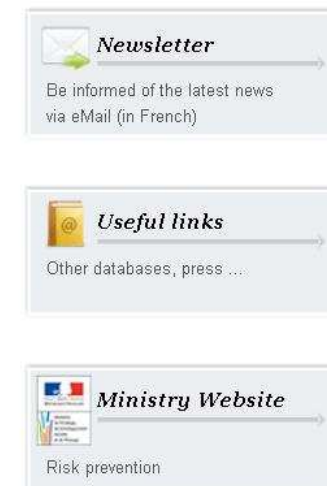 Newsletter
Be informed of the latest news
via eMail (in French)
@
Useful links
Other databases, press ...
Ministry Website
Risk prevention